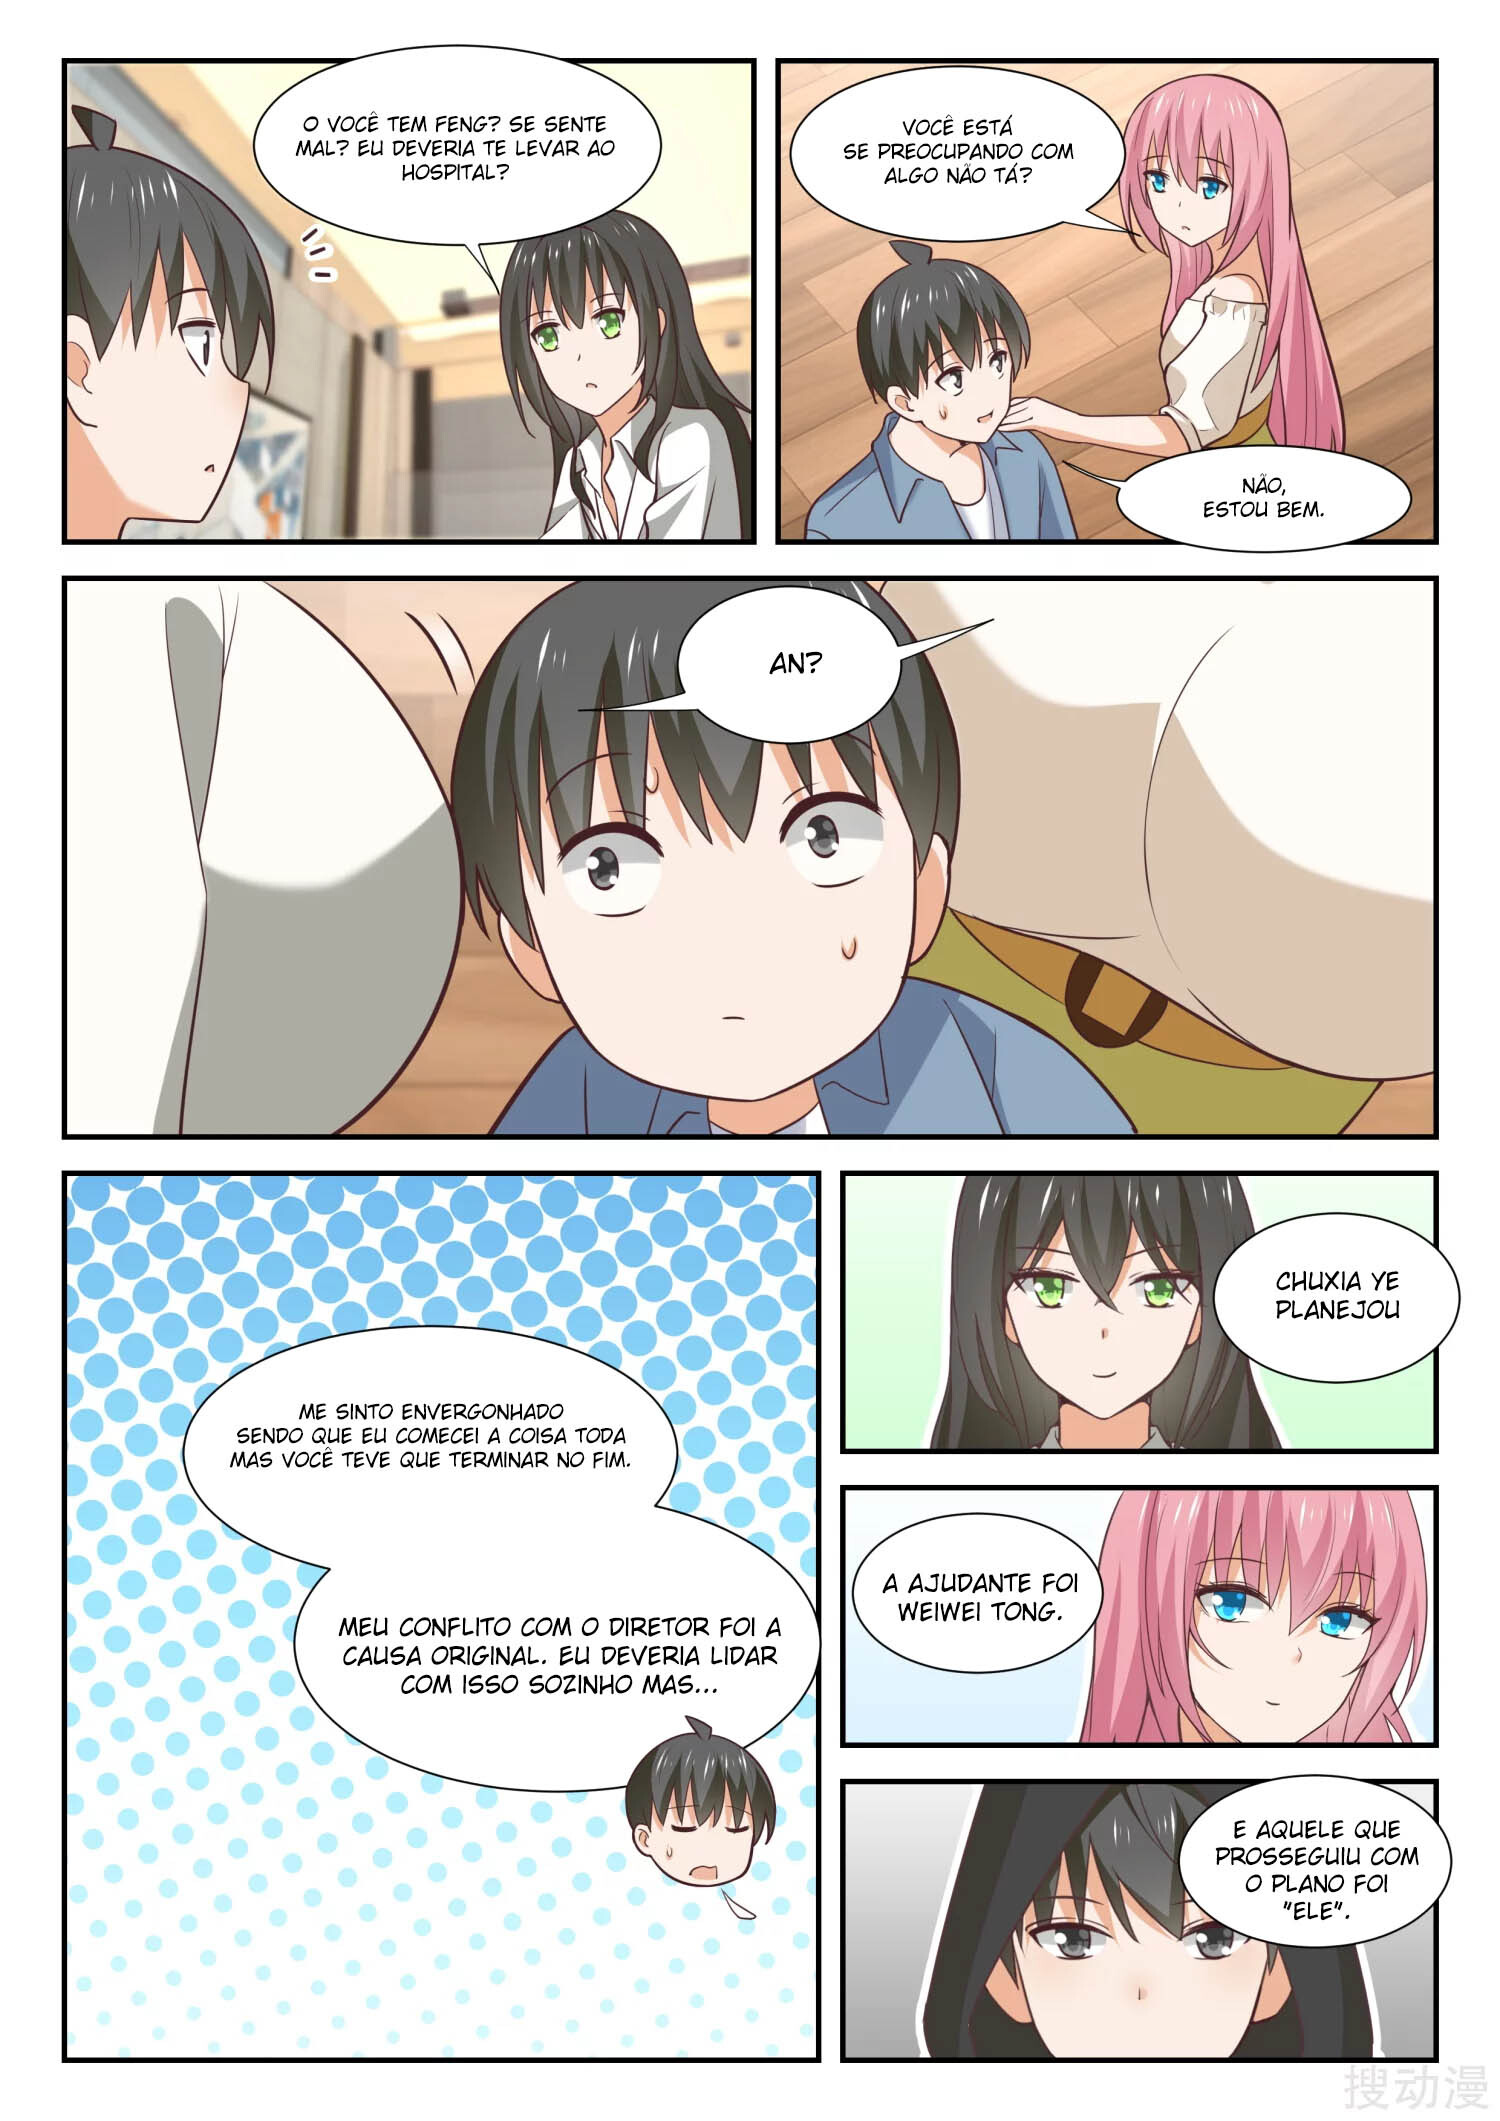 O VOCÊ TEM FENG? SE SENTE
MAL? EU DEVERIA TE LEVAR AO
HOSPITAL?
VOCÊ ESTÁ
SE PREOCUPANDO COM
ALGO NÃO TÁ?
NÃO,
ESTOU BEM.
AN?
ME SINTO ENVERGONHADO
SENDO QUE EU COMECEI A COISA TODA
MAS VOCÊ TEVE QUE TERMINAR NO FIM.
MEU CONFLITO COM O DIRETOR FOI A
CAUSA ORIGINAL. EU DEVERIA LIDAR
COM ISSO SOZINHO MAS...
CHUXIA YE
PLANEJOU
A AJUDANTE FOI
WEIWEI TONG.
E AQUELE QUE
PROSSEGUIU COM
O PLANO FOI
"ELE".
搜动漫